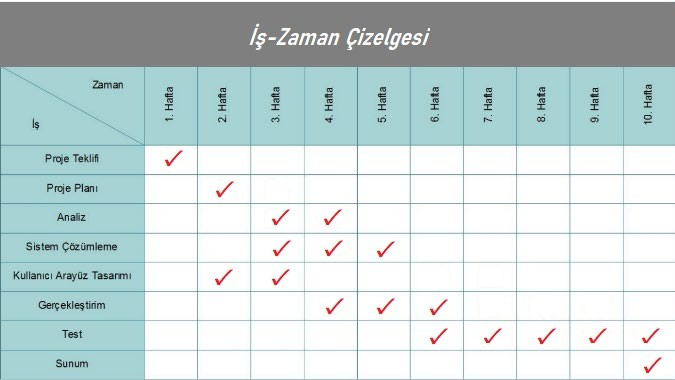 İş-Zaman Çizelgesi
Zaman
İş
1. Hafta
2. Hafta
3. Hafta
4. Hafta
5. Hafta
6. Hafta
7. Hafta
8. Hafta
9. Hafta
10. Hafta
Proje Teklifi
Proje Planı
Analiz
Sistem Çözümleme
Kullanıcı Arayüz Tasarımı
Gerçekleştirim
Test
Sunum